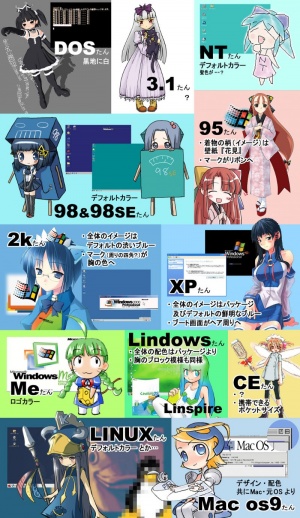 DOSたん
黒地に白
3.1たん
?
NTたん
デフォルトカラー
髪色が―?
95たん
・着物の柄(イメージ)は
壁紙『花見』
・マークがリボンへ
デフォルトカラー
98&98SEたん
98
2kたん
・全体のイメージは
デフォルトの渋いブルー
・マーク(周りの四角?)が
胸の色へ
XPたん
・全体のイメージはパッケージ
及びデフォルトの鮮明なブルー
・ブート画面がヘア周りへ
Windows Me
Meたん
ロゴカラー
Lindowsたん
・全体の配色はパッケージより
・胸のブロック模様も同様
Linspire
CEたん
・?
・携帯できる
ポケットサイズ
LINUXたん
デフォルトカラー とか…
Mac OS
デザイン・配色
共にMac・元OS より
Mac os9たん